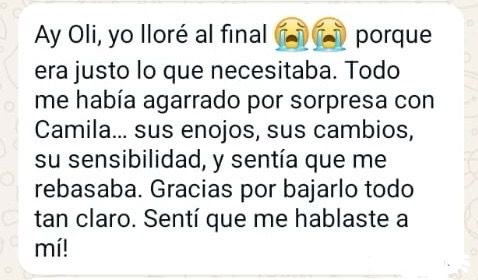 Ay Oli, yo lloré al final 😭😭 porque
era justo lo que necesitaba. Todo
me había agarrado por sorpresa con
Camila... sus enojos, sus cambios,
su sensibilidad, y sentía que me
rebasaba. Gracias por bajarlo todo
tan claro. Sentí que me hablaste a
mí!